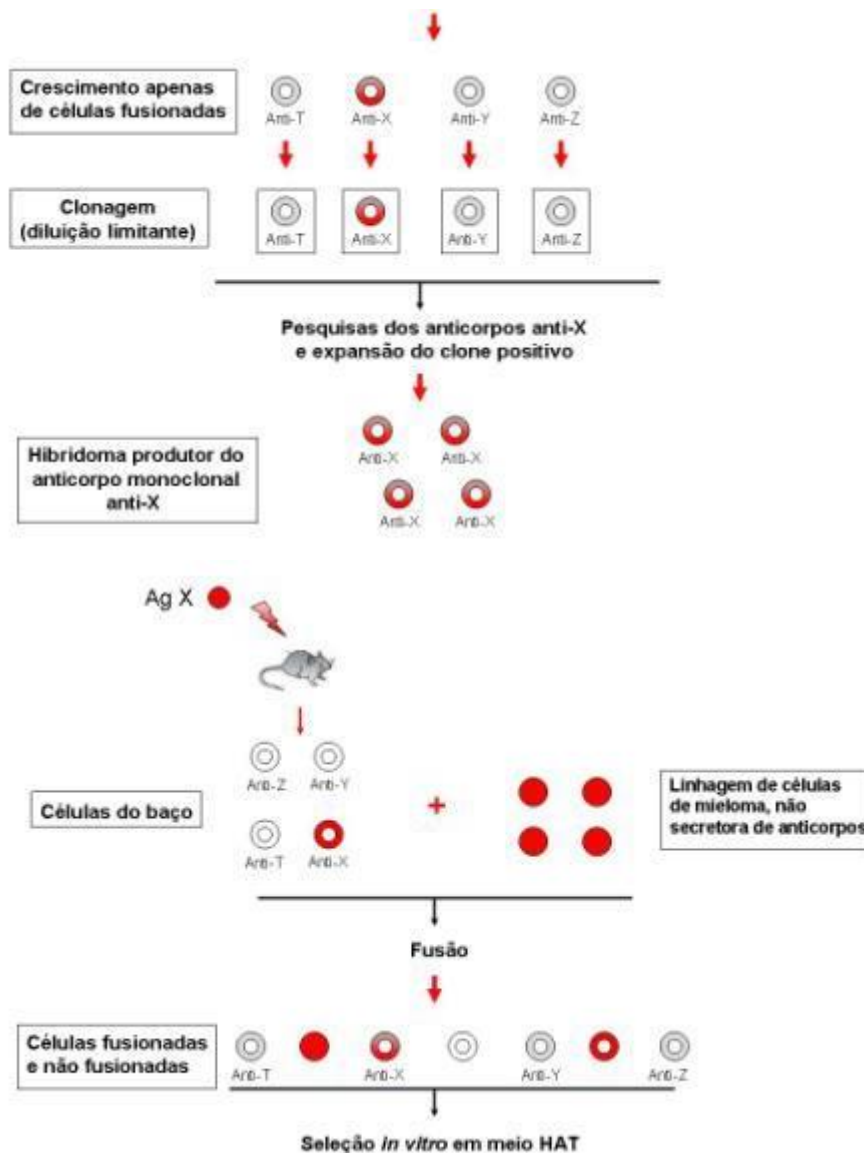 Crescimento apenas
de células fusionadas
Anti-T Anti-X Anti-Y Anti-Z
Clonagem
(diluição limitante)
Anti-T Anti-X Anti-Y Anti-Z
Pesquisas dos anticorpos anti-X
e expansão do clone positivo
Hibridoma produtor do
anticorpo monoclonal
anti-X
Anti-X Anti-X
Anti-X Anti-X
Ag X
Células do baço
Anti-Z Anti-Y
Anti-T Anti-X
+
Linhagem de células
de mieloma, não
secretora de anticorpos
Fusão
Células fusionadas
e não fusionadas
Anti-T Anti-X Anti-Y Anti-Z
Seleção in vitro em meio HAT